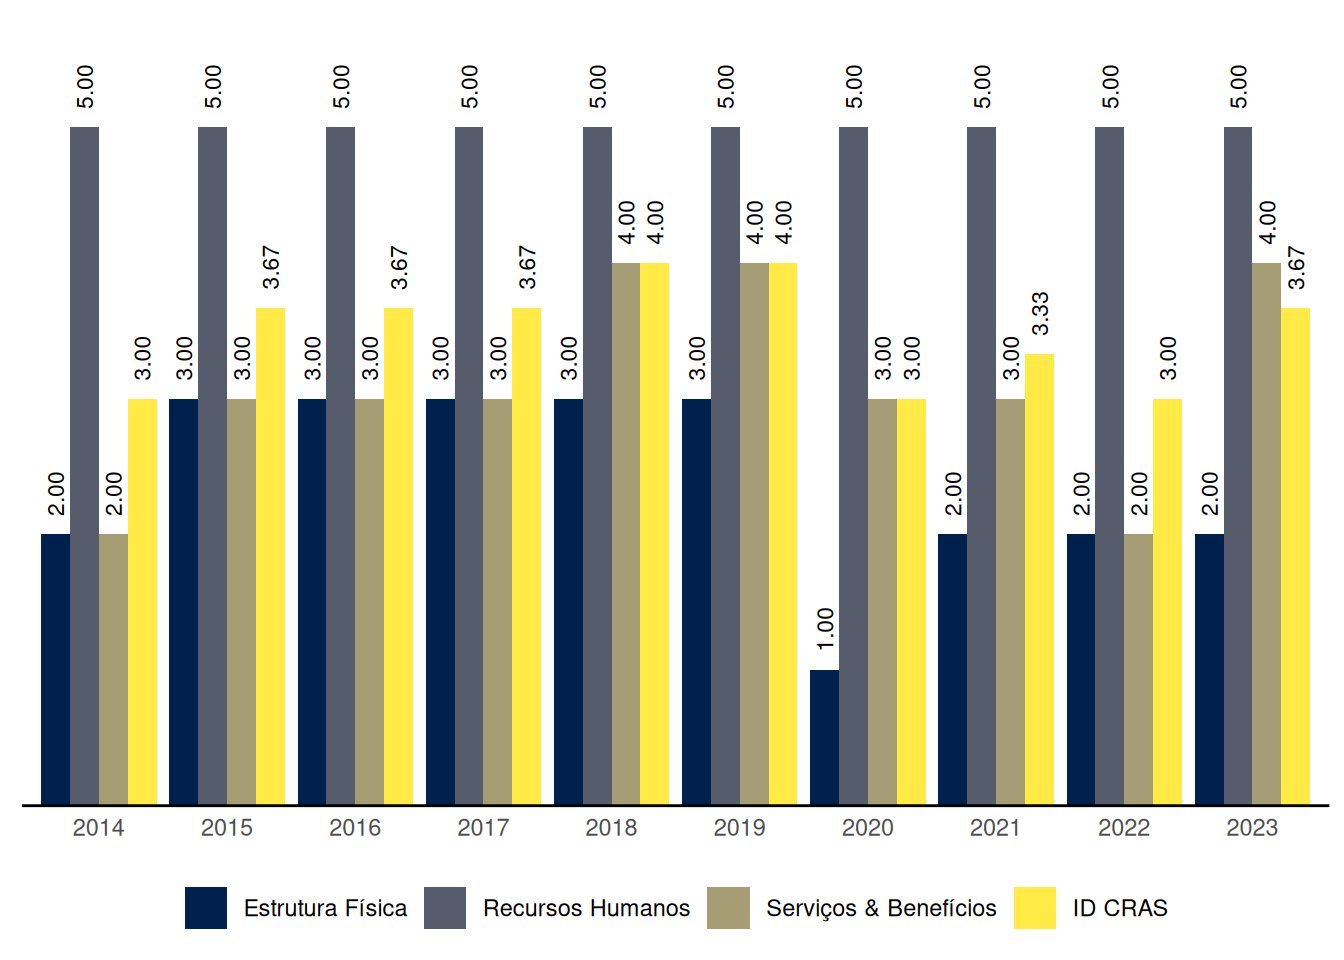 5.00 5.00 5.00 5.00 5.00 5.00 5.00 5.00 5.00 5.00
4.00 4.00 4.00 4.00 4.00
3.67 3.67 3.67 3.67
3.33
3.00 3.00 3.00 3.00 3.00 3.00 3.00 3.00 3.00 3.00 3.00 3.00 3.00
2.00 2.00 2.00 2.00 2.00 2.00
1.00
2014 2015 2016 2017 2018 2019 2020 2021 2022 2023
Estrutura Física Recursos Humanos Serviços & Benefícios ID CRAS